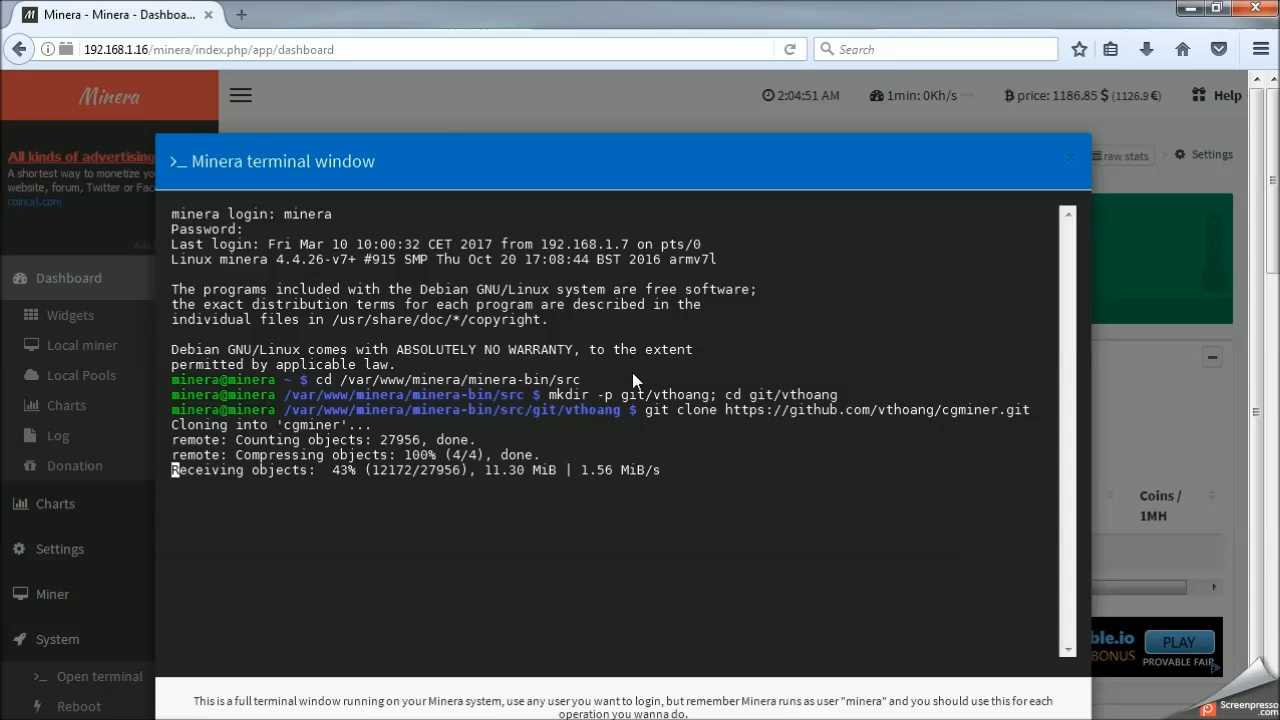 Minera - Minera - Dashboa...
192.168.1.16/minera/index.php/app/dashboard
Search
Minera
2:04:51 AM
1min: 0Kh/s
price: 1186.85 $ (1126.9 €)
Help
All kinds of advertising
A shortest way to monetize yo
website, forum, Twitter or Fac
coinurl.com
>_ Minera terminal window
raw stats
Settings
minera login: minera
Password:
Last login: Fri Mar 10 10:00:32 CET 2017 from 192.168.1.7 on pts/0
Linux minera 4.4.26-v7+ #915 SMP Thu Oct 20 17:08:44 BST 2016 armv7l
The programs included with the Debian GNU/Linux system are free software;
the exact distribution terms for each program are described in the
individual files in /usr/share/doc/*/copyright.
Debian GNU/Linux comes with ABSOLUTELY NO WARRANTY, to the extent
permitted by applicable law.
minera@minera ~ $ cd /var/www/minera/minera-bin/src
minera@minera /var/www/minera/minera-bin/src $ mkdir -p git/vthoang; cd git/vthoang
minera@minera /var/www/minera/minera-bin/src/git/vthoang $ git clone https://github.com/vthoang/cgminer.git
Cloning into 'cgminer'...
remote: Counting objects: 27956, done.
remote: Compressing objects: 100% (4/4), done.
Receiving objects:  43% (12172/27956), 11.30 MiB | 1.56 MiB/s
Dashboard
Widgets
Local miner
Local Pools
Charts
Log
Donation
Charts
Settings
Miner
System
>_ Open terminal
Reboot
Coins /
1MH
ble.io
BONUS
PLAY
PROVABLE FAIR
This is a full terminal window running on your Minera system, use any user you want to login, but remember Minera runs as user "minera" and you should use this for each
operation you wanna do.
Screenpresso
.com